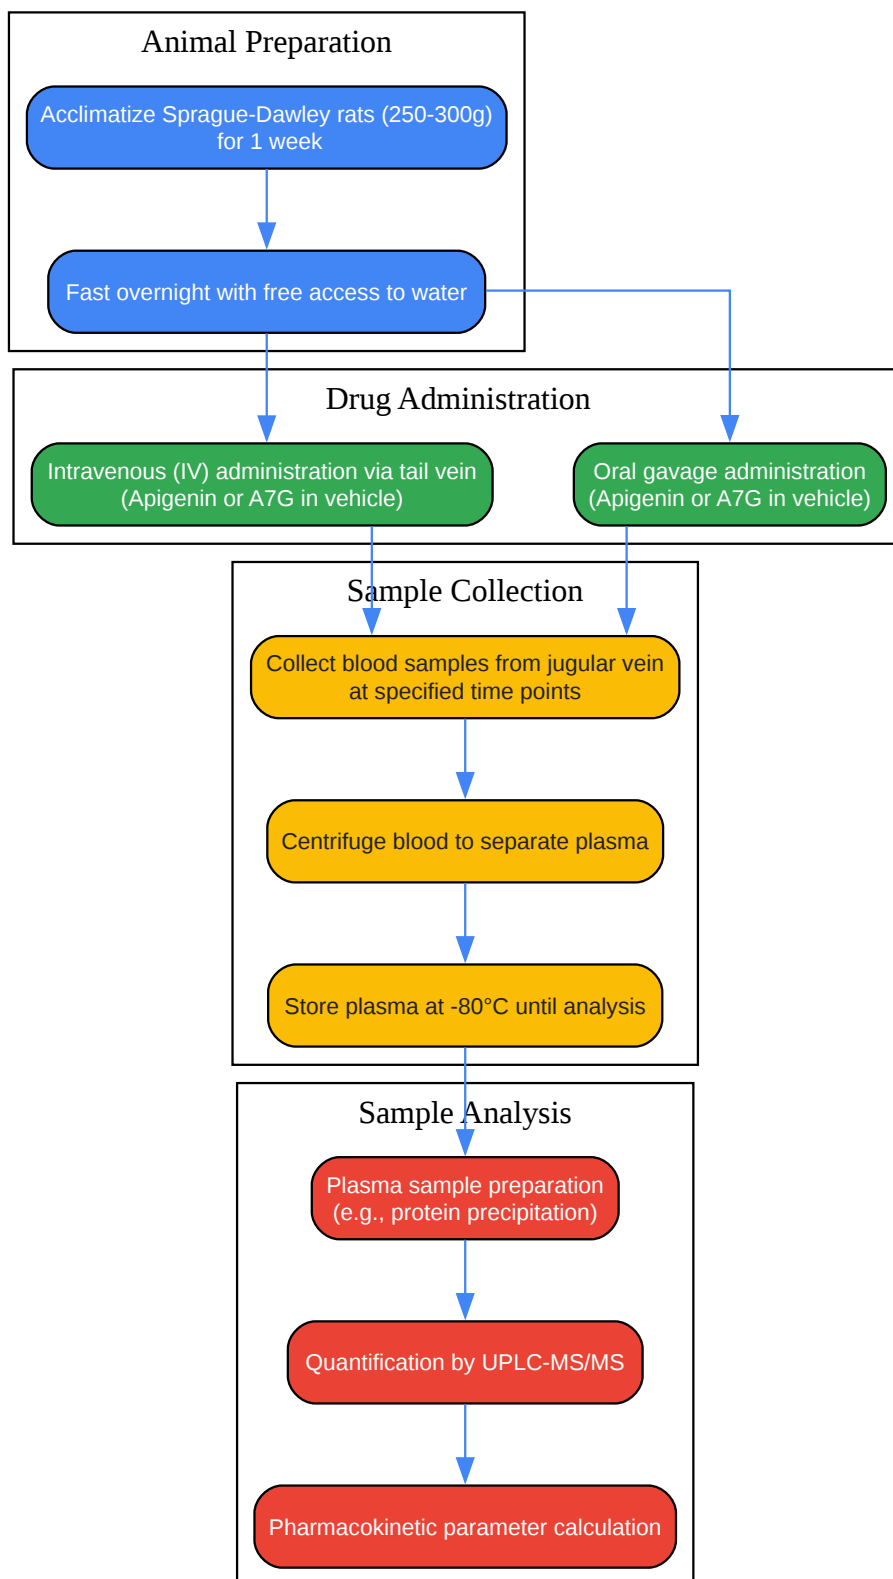 Animal Preparation
Acclimatize Sprague-Dawley rats (250-300g)
for 1 week
Fast overnight with free access to water
Drug Administration
Intravenous (IV) administration via tail vein
(Apigenin or A7G in vehicle)
Oral gavage administration
(Apigenin or A7G in vehicle)
Sample Collection
Collect blood samples from jugular vein
at specified time points
Centrifuge blood to separate plasma
Store plasma at -80°C until analysis
Sample Analysis
Plasma sample preparation
(e.g., protein precipitation)
Quantification by UPLC-MS/MS
Pharmacokinetic parameter calculation